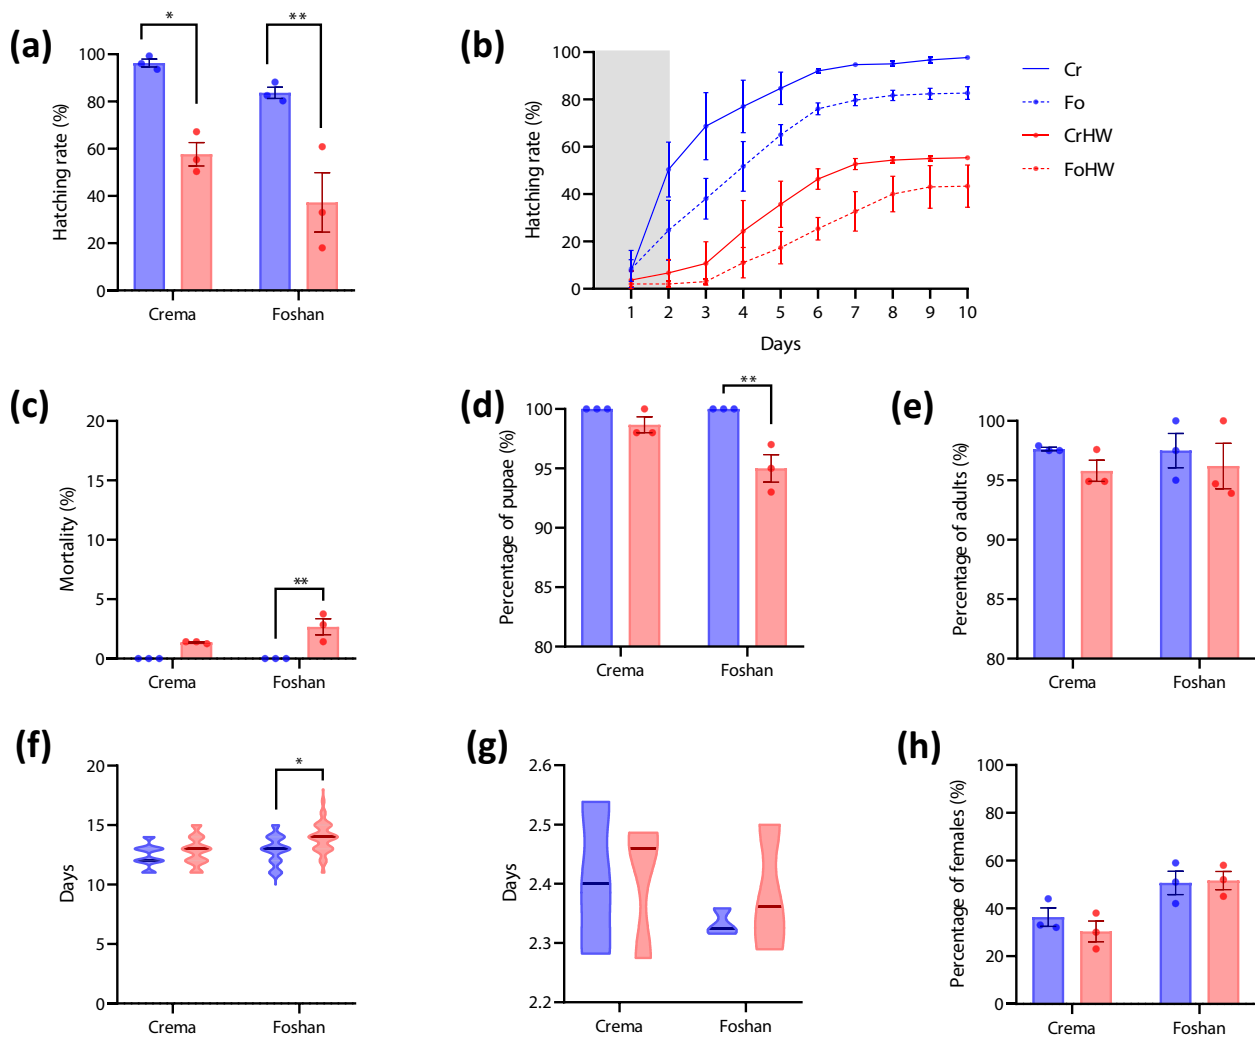 (a)
*
**
Hatching rate (%)
100
80
60
40
20
0
Crema
Foshan
(b)
Hatching rate (%)
100
80
60
40
20
0
1 2 3 4 5 6 7 8 9 10
Days
Cr
Fo
CrHW
FoHW
(c)
Mortality (%)
20
15
10
5
0
**
Crema
Foshan
(d)
Percentage of pupae (%)
100
95
90
85
80
**
Crema
Foshan
(e)
Percentage of adults (%)
100
95
90
85
80
Crema
Foshan
(f)
Days
20
15
10
5
0
*
Crema
Foshan
(g)
Days
2.6
2.5
2.4
2.3
2.2
Crema
Foshan
(h)
Percentage of females (%)
100
80
60
40
20
0
Crema
Foshan